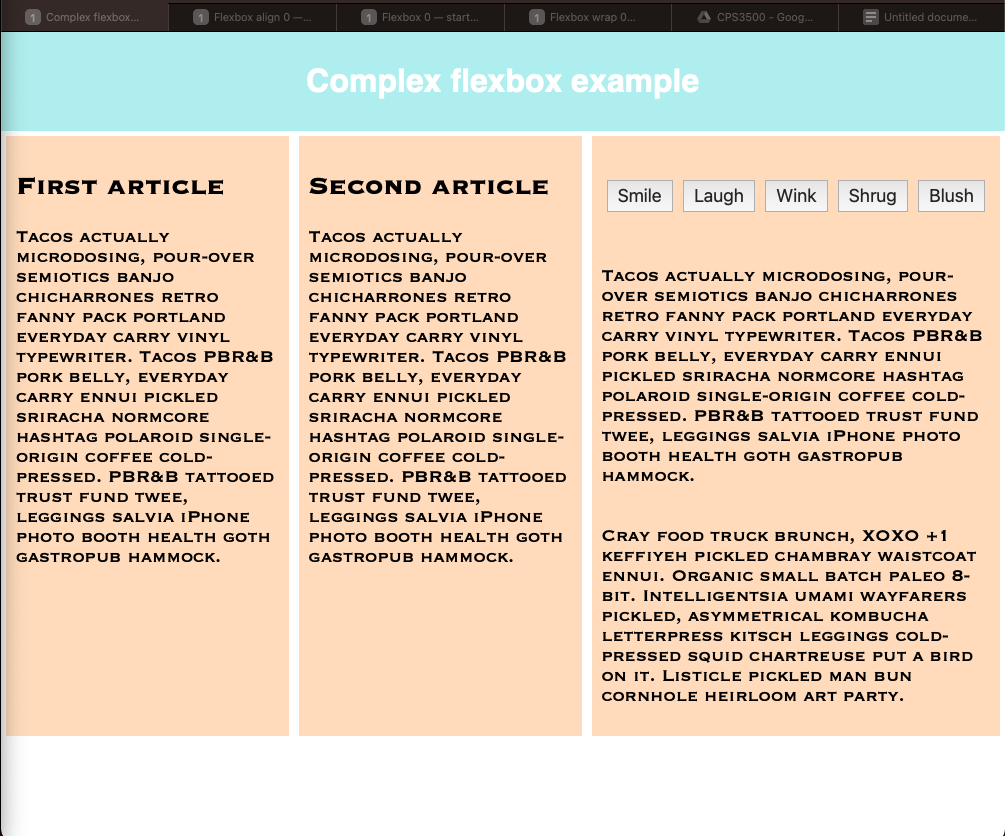 1 Complex flexbox...
1 Flexbox align 0 —...
1 Flexbox 0 — start...
1 Flexbox wrap 0...
CPS3500 - Goog...
Untitled docume...
Complex flexbox example
First article
Tacos actually
microdosing, pour-over
semiotics banjo
chicharrones retro
fanny pack portland
everyday carry vinyl
typewriter. Tacos PBR&B
pork belly, everyday
carry ennui pickled
sriracha normcore
hashtag polaroid single-
origin coffee cold-
pressed. PBR&B tattooed
trust fund twee,
leggings salvia iPhone
photo booth health goth
gastropub hammock.
Second article
Tacos actually
microdosing, pour-over
semiotics banjo
chicharrones retro
fanny pack portland
everyday carry vinyl
typewriter. Tacos PBR&B
pork belly, everyday
carry ennui pickled
sriracha normcore
hashtag polaroid single-
origin coffee cold-
pressed. PBR&B tattooed
trust fund twee,
leggings salvia iPhone
photo booth health goth
gastropub hammock.
Smile Laugh Wink Shrug Blush
Tacos actually microdosing, pour-
over semiotics banjo chicharrones
retro fanny pack portland everyday
carry vinyl typewriter. Tacos PBR&B
pork belly, everyday carry ennui
pickled sriracha normcore hashtag
polaroid single-origin coffee cold-
pressed. PBR&B tattooed trust fund
twee, leggings salvia iPhone photo
booth health goth gastropub
hammock.
Cray food truck brunch, XOXO +1
keffiyeh pickled chambray waistcoat
ennui. Organic small batch paleo 8-
bit. Intelligentsia umami wayfarers
pickled, asymmetrical kombucha
letterpress kitsch leggings cold-
pressed squid chartreuse put a bird
on it. Listicle pickled man bun
cornhole heirloom art party.